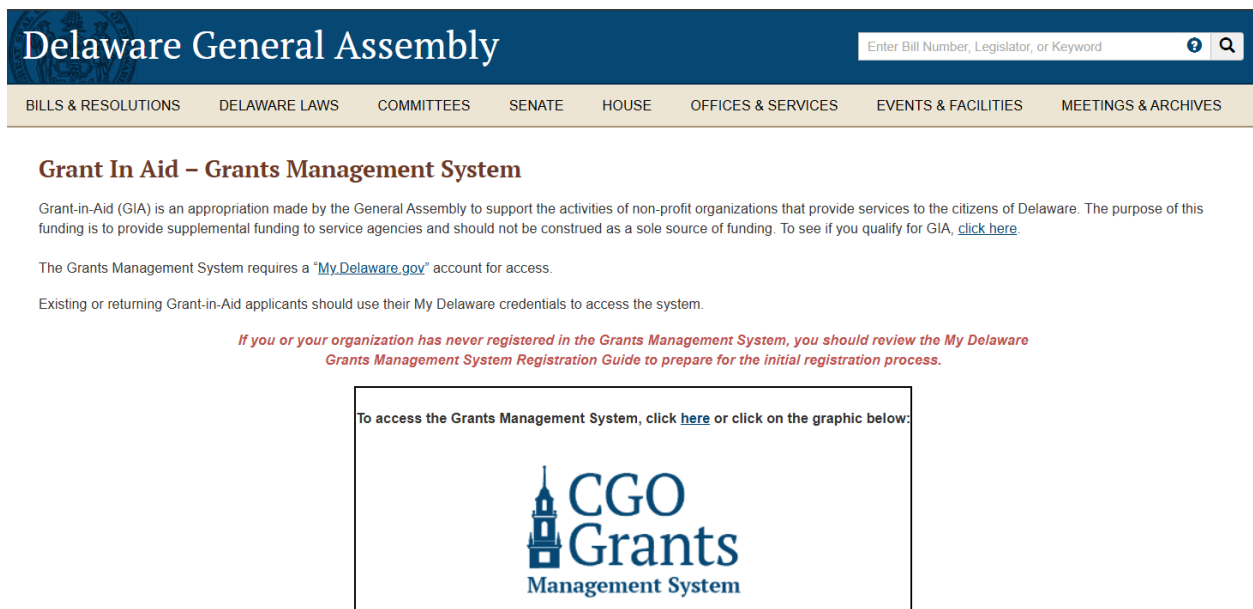 Delaware General Assembly
Enter Bill Number, Legislator, or Keyword
BILLS & RESOLUTIONS DELAWARE LAWS COMMITTEES SENATE HOUSE OFFICES & SERVICES EVENTS & FACILITIES MEETINGS & ARCHIVES
Grant In Aid – Grants Management System
Grant-in-Aid (GIA) is an appropriation made by the General Assembly to support the activities of non-profit organizations that provide services to the citizens of Delaware. The purpose of this
funding is to provide supplemental funding to service agencies and should not be construed as a sole source of funding. To see if you qualify for GIA, click here.
The Grants Management System requires a “My.Delaware.gov” account for access.
Existing or returning Grant-in-Aid applicants should use their My Delaware credentials to access the system.
If you or your organization has never registered in the Grants Management System, you should review the My Delaware
Grants Management System Registration Guide to prepare for the initial registration process.
To access the Grants Management System, click here or click on the graphic below:
CGO
Grants
Management System